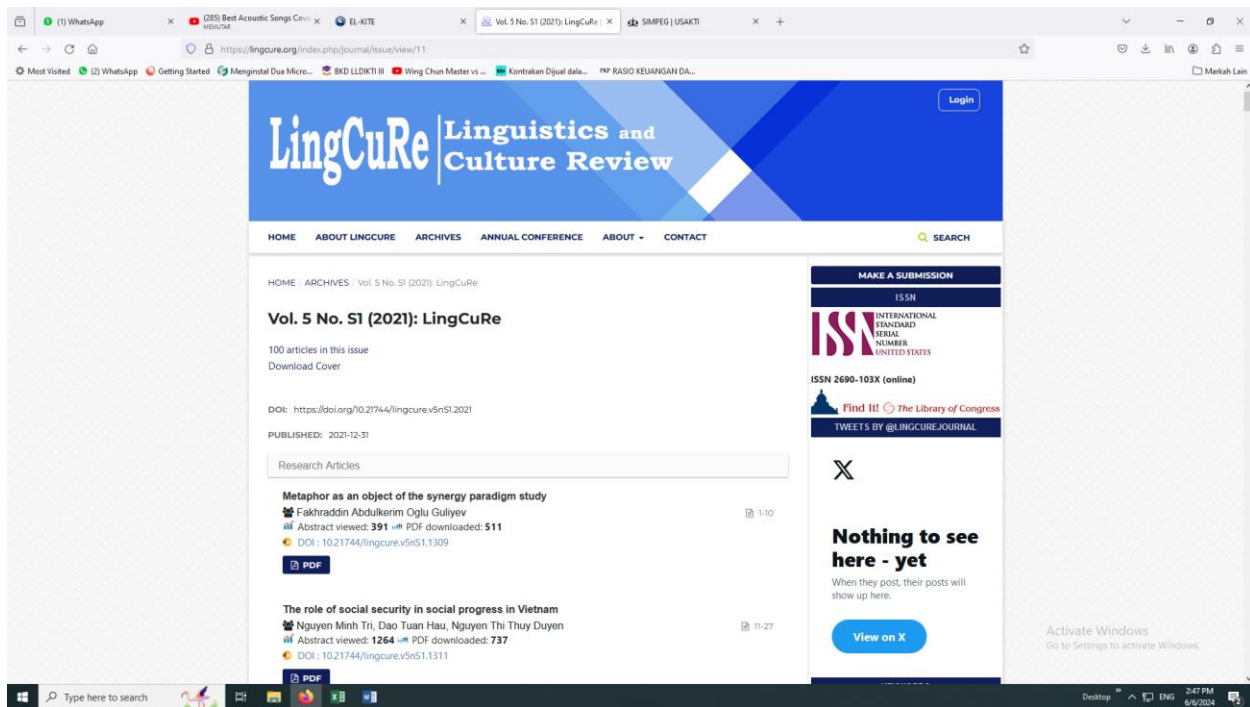 (1) WhatsApp
(285) Best Acoustic Songs Cove
MEMUTAR
EL-KITE
Vol. 5 No. S1 (2021): LingCuRe |
SIMPEG | USAKTI
https://lingcure.org/index.php/journal/issue/view/11
Most Visited
(2) WhatsApp
Getting Started
Menginstal Dua Micro...
BKD LLDIKTI III
Wing Chun Master vs ...
Kontrakan Dijual dala...
RASIO KEUANGAN DA...
Markah Lain
Login
LingCuRe
Linguistics and
Culture Review
HOME ABOUT LINGCURE ARCHIVES ANNUAL CONFERENCE ABOUT CONTACT
SEARCH
HOME / ARCHIVES / Vol. 5 No. S1 (2021): LingCuRe
Vol. 5 No. S1 (2021): LingCuRe
100 articles in this issue
Download Cover
DOI: https://doi.org/10.21744/lingcure.v5nS1.2021
PUBLISHED: 2021-12-31
Research Articles
Metaphor as an object of the synergy paradigm study
Fakhraddin Abdulkerim Oglu Guliyev
1-10
Abstract viewed: 391 PDF downloaded: 511
DOI : 10.21744/lingcure.v5nS1.1309
PDF
The role of social security in social progress in Vietnam
Nguyen Minh Tri, Dao Tuan Hau, Nguyen Thi Thuy Duyen
11-27
Abstract viewed: 1264 PDF downloaded: 737
DOI : 10.21744/lingcure.v5nS1.1311
PDF
MAKE A SUBMISSION
ISSN
ISSN
INTERNATIONAL
STANDARD
SERIAL
NUMBER
UNITED STATES
ISSN 2690-103X (online)
Find It! The Library of Congress
TWEETS BY @LINGCUREJOURNAL
Nothing to see
here - yet
When they post, their posts will
show up here.
View on X
Activate Windows
Go to Settings to activate Windows.
Type here to search
Desktop
ENG
2:47 PM
6/6/2024